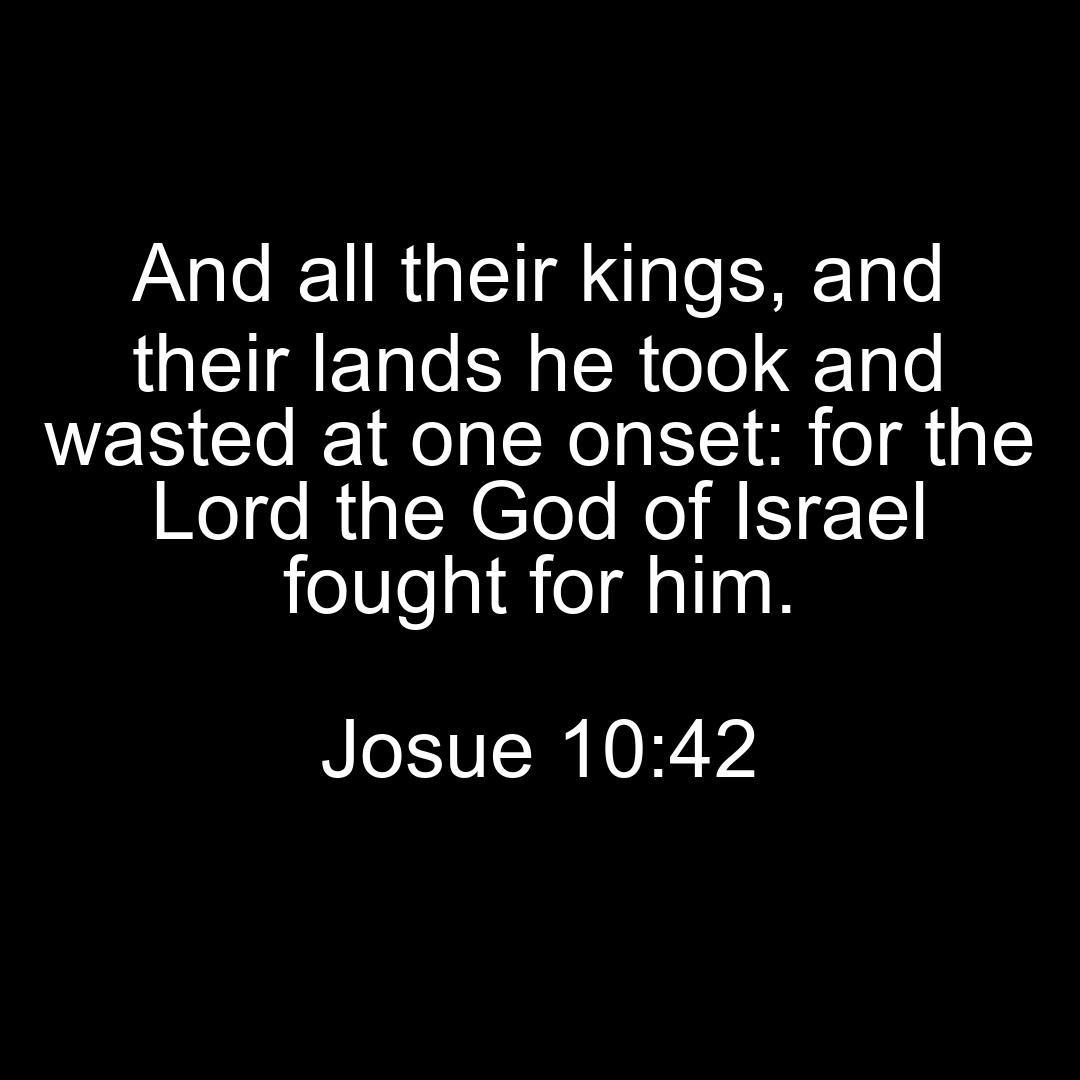 And all their kings, and
their lands he took and
wasted at one onset: for the
Lord the God of Israel
fought for him.
Josue 10:42